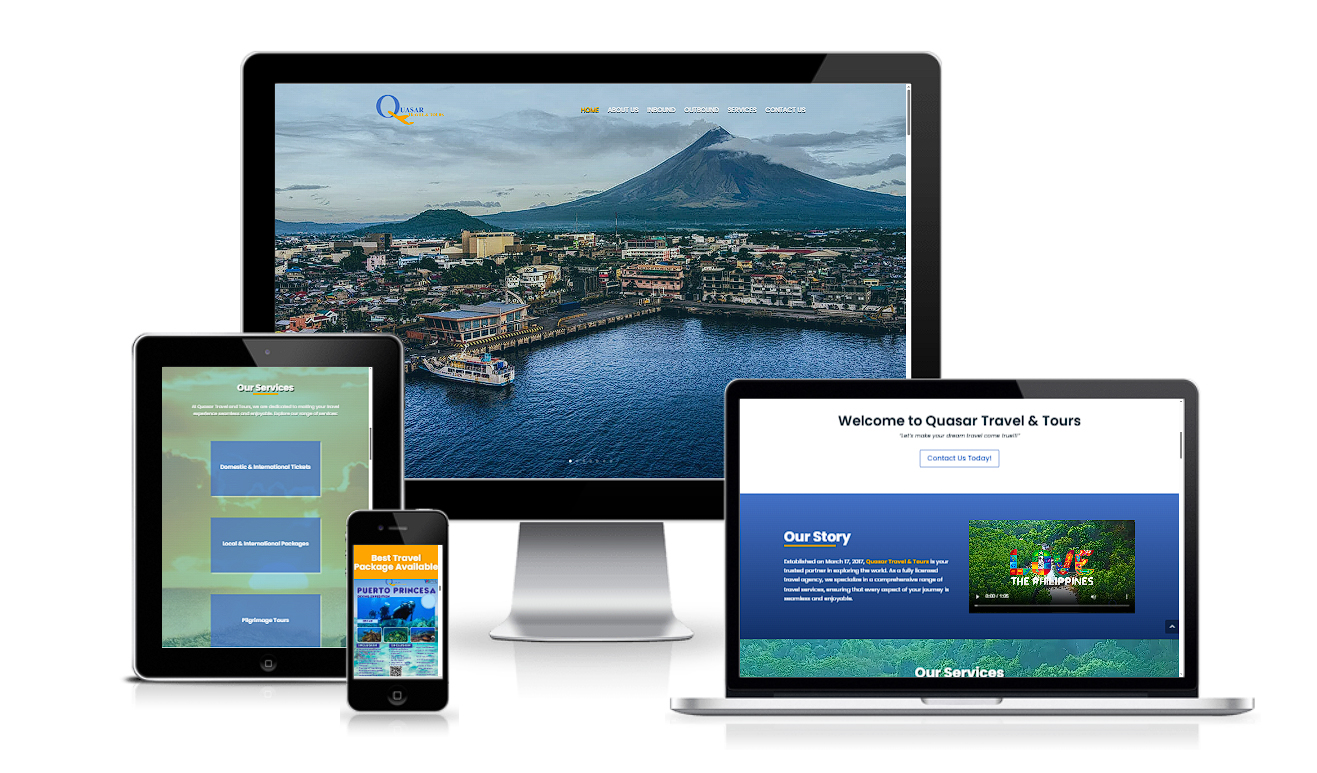 QUASAR
HOME ABOUT US INBOUND OUTBOUND SERVICES CONTACT US
Our Services
At Quasar Travel and Tours, we are dedicated to making your travel
experience seamless and enjoyable. Explore our range of services:
Domestic & International Tickets
Local & International Packages
Pilgrimage Tours
Best Travel
Package Available
PUERTO PRINCESA
Welcome to Quasar Travel & Tours
"Let's make your dream travel come true!!!"
Contact Us Today!
Our Story
Established on March 17, 2017, Quasar Travel & Tours is your
trusted partner in exploring the world. As a fully licensed
travel agency, we specialize in a comprehensive range of
travel services, ensuring that every aspect of your journey is
seamless and enjoyable.
LOVE
THE PHILIPPINES
0:00 / 1:05
Our Services